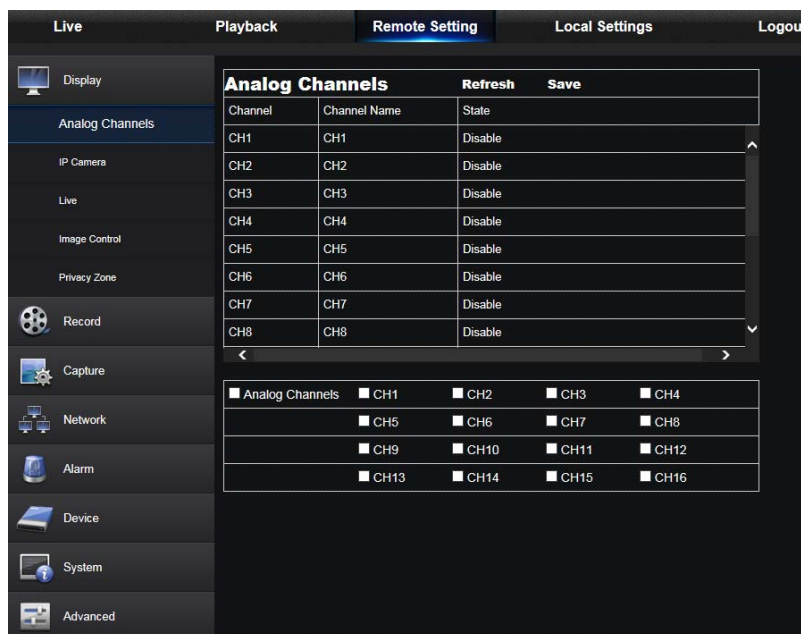 Live Playback Remote Setting Local Settings Logou
Display
Analog Channels
IP Camera
Live
Image Control
Privacy Zone
Record
Capture
Network
Alarm
Device
System
Advanced
Analog Channels Refresh Save
Channel Channel Name State
CH1 CH1 Disable
CH2 CH2 Disable
CH3 CH3 Disable
CH4 CH4 Disable
CH5 CH5 Disable
CH6 CH6 Disable
CH7 CH7 Disable
CH8 CH8 Disable
Analog Channels CH1 CH2 CH3 CH4
CH5 CH6 CH7 CH8
CH9 CH10 CH11 CH12
CH13 CH14 CH15 CH16